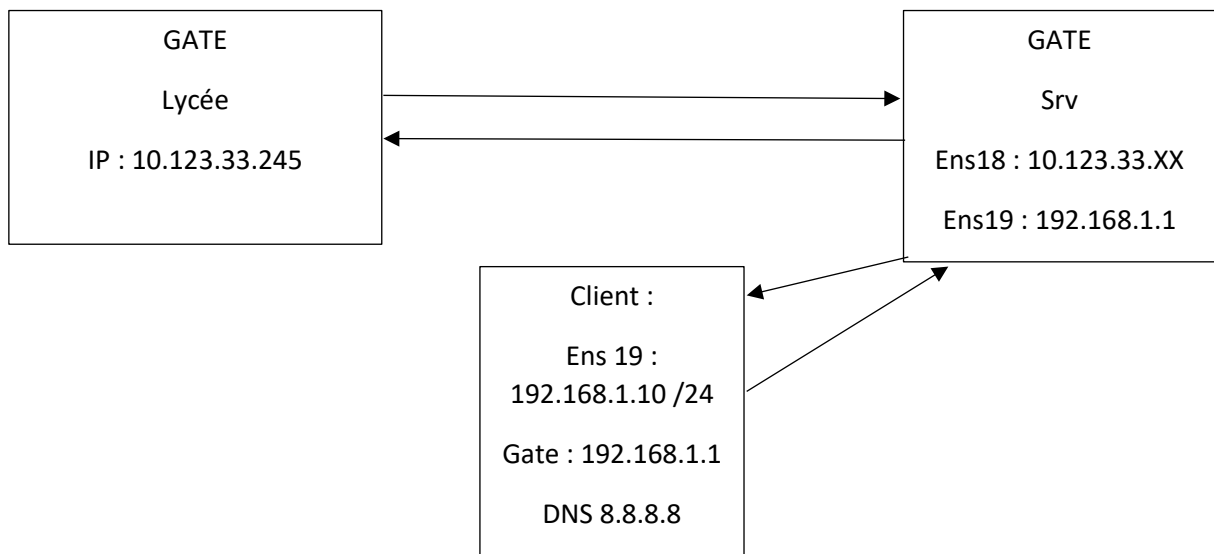 GATE
Lycée
IP : 10.123.33.245
GATE
Srv
Ens18 : 10.123.33.XX
Ens19 : 192.168.1.1
Client :
Ens 19 :
192.168.1.10 /24
Gate : 192.168.1.1
DNS 8.8.8.8